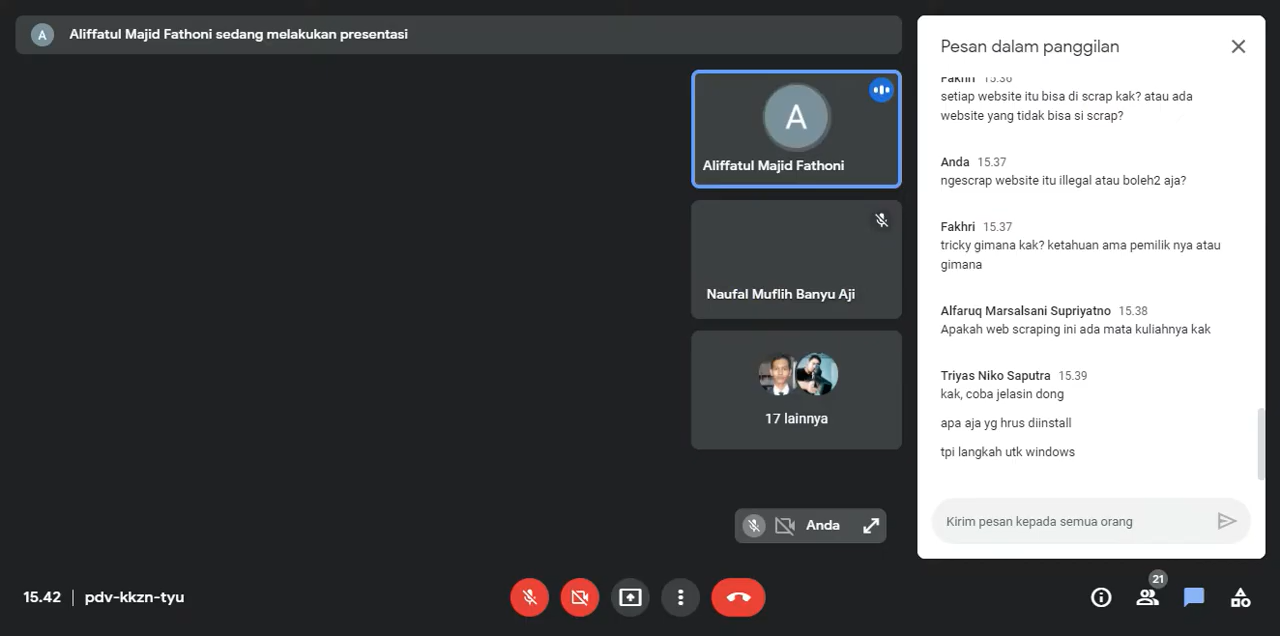 A
Aliffatul Majid Fathoni sedang melakukan presentasi
A
Aliffatul Majid Fathoni
Naufal Muflih Banyu Aji
17 lainnya
Anda
Pesan dalam panggilan
Fakhri 15.36
setiap website itu bisa di scrap kak? atau ada
website yang tidak bisa si scrap?
Anda 15.37
ngescrap website itu illegal atau boleh2 aja?
Fakhri 15.37
tricky gimana kak? ketahuan ama pemilik nya atau
gimana
Alfaruq Marsalsani Supriyatno 15.38
Apakah web scraping ini ada mata kuliahnya kak
Triyas Niko Saputra 15.39
kak, coba jelasin dong
apa aja yg hrus diinstall
tpi langkah utk windows
Kirim pesan kepada semua orang
15.42 | pdv-kkzn-tyu
21